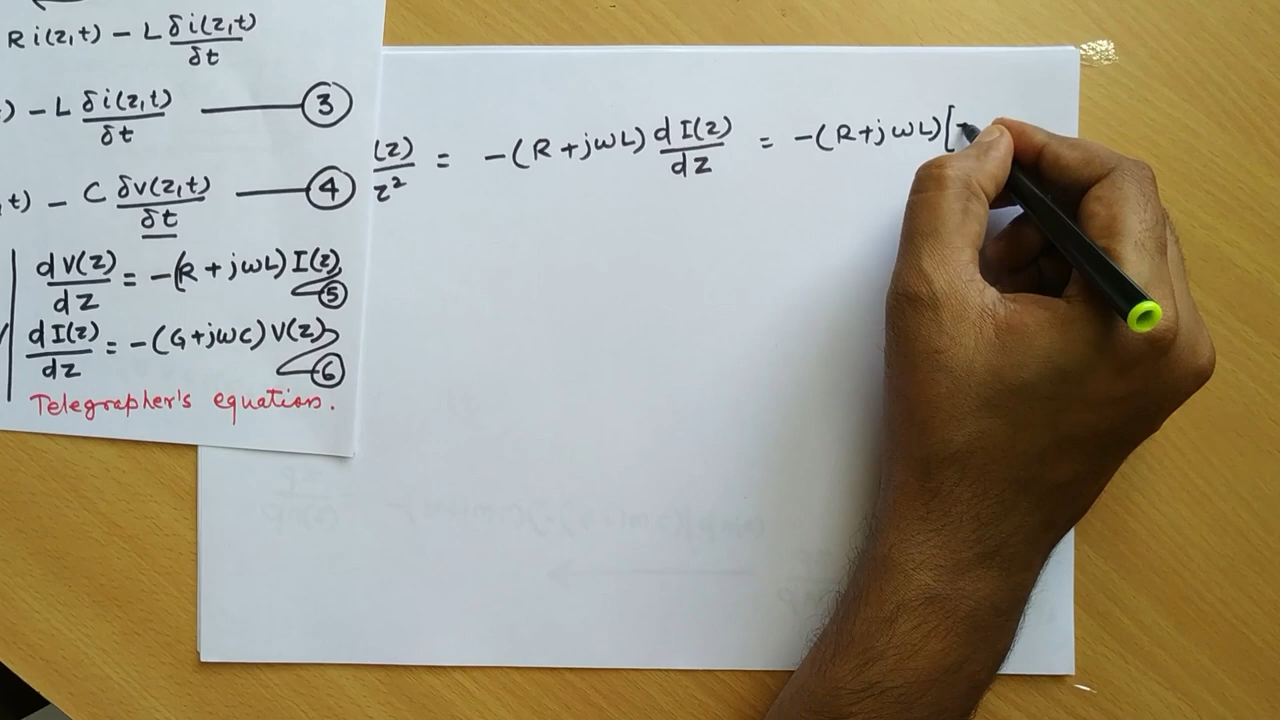 R i(z,t) - L δi(z,t)/δt
) - L δi(z,t)/δt ——— ③
,t) - C δv(z,t)/δt ——— ④
dV(z)/dz = -(R + jωL) I(z) ⑤
dI(z)/dz = -(G+jωC) V(z) ⑥
Telegrapher's equation.
(z)/z² = -(R+jωL) dI(z)/dz = -(R+jωL)[-